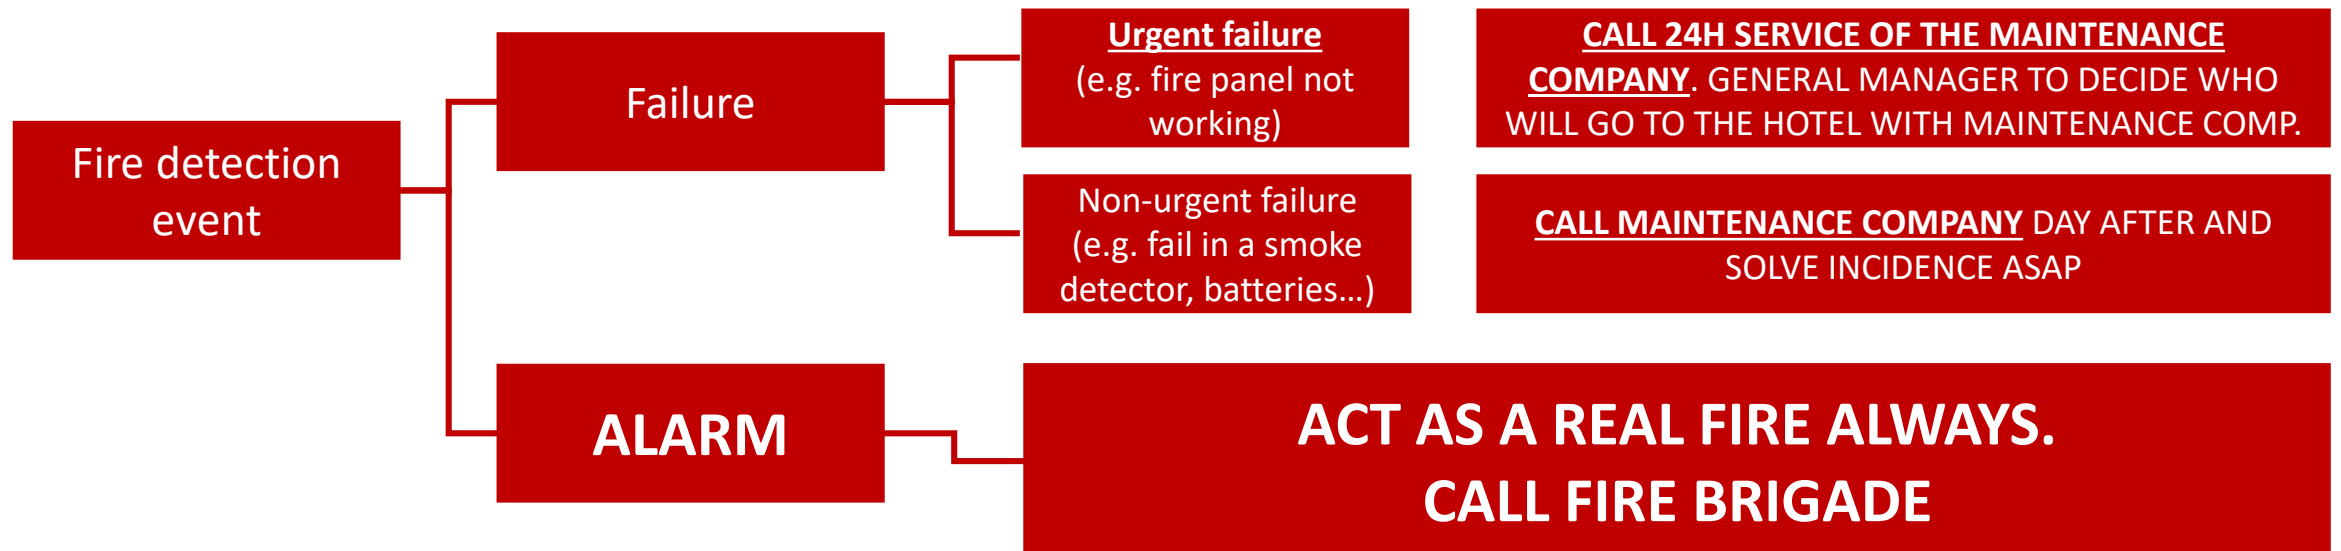 Fire detection
event
Failure
Urgent failure
(e.g. fire panel not
working)
CALL 24H SERVICE OF THE MAINTENANCE
COMPANY. GENERAL MANAGER TO DECIDE WHO
WILL GO TO THE HOTEL WITH MAINTENANCE COMP.
Non-urgent failure
(e.g. fail in a smoke
detector, batteries…)
CALL MAINTENANCE COMPANY DAY AFTER AND
SOLVE INCIDENCE ASAP
ALARM
ACT AS A REAL FIRE ALWAYS.
CALL FIRE BRIGADE